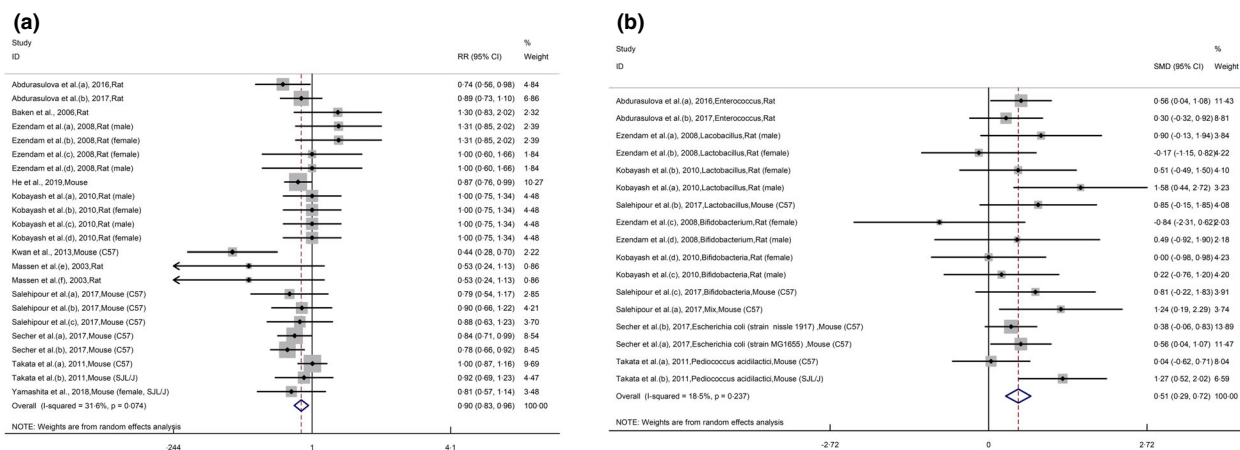 (a)
Study %
ID RR (95% CI) Weight
Abdurasulova et al.(a), 2016,Rat 0·74 (0·56, 0·98) 4·84
Abdurasulova et al.(b) 2017,Rat 0·89 (0·73, 1·10) 6·86
Baken et al., 2006,Rat 1·30 (0·83, 2·02) 2·32
Ezendam et al.(a), 2008,Rat (male) 1·31 (0·85, 2·02) 2·39
Ezendam et al.(b), 2008,Rat (female) 1·31 (0·85, 2·02) 2·39
Ezendam et al.(c), 2008,Rat (female) 1·00 (0·60, 1·66) 1·84
Ezendam et al.(d), 2008,Rat (male) 1·00 (0·60, 1·66) 1·84
He et al., 2019,Mouse 0·87 (0·76, 0·99) 10·27
Kobayash et al.(a), 2010,Rat (male) 1·00 (0·75, 1·34) 4·48
Kobayash et al.(b), 2010,Rat (female) 1·00 (0·75, 1·34) 4·48
Kobayash et al.(c), 2010,Rat (male) 1·00 (0·75, 1·34) 4·48
Kobayash et al.(d), 2010,Rat (female) 1·00 (0·75, 1·34) 4·48
Kwan et al., 2013,Mouse (C57) 0·44 (0·28, 0·70) 2·22
Massen et al.(e), 2003,Rat 0·53 (0·24, 1·13) 0·86
Massen et al.(f), 2003,Rat 0·53 (0·24, 1·13) 0·86
Salehipour et al.(a), 2017,Mouse (C57) 0·79 (0·54, 1·17) 2·85
Salehipour et al.(b), 2017,Mouse (C57) 0·90 (0·66, 1·22) 4·21
Salehipour et al.(c), 2017,Mouse (C57) 0·88 (0·63, 1·23) 3·70
Secher et al.(a), 2017,Mouse (C57) 0·84 (0·71, 0·99) 8·54
Secher et al.(b), 2017,Mouse (C57) 0·78 (0·66, 0·92) 8·45
Takata et al.(a), 2011,Mouse (C57) 1·00 (0·87, 1·16) 9·69
Takata et al.(b), 2011,Mouse (SJL/J) 0·92 (0·69, 1·23) 4·47
Yamashita et al., 2018,Mouse (female, SJL/J) 0·81 (0·57, 1·14) 3·48
Overall (I-squared = 31·6%, p = 0·074) 0·90 (0·83, 0·96) 100·00
NOTE: Weights are from random effects analysis
·244 1 4·1
(b)
Study %
ID SMD (95% CI) Weight
Abdurasulova et al.(a), 2016,Enterococcus,Rat 0·56 (0·04, 1·08) 11·43
Abdurasulova et al.(b), 2017,Enterococcus,Rat 0·30 (-0·32, 0·92) 8·81
Ezendam et al.(a), 2008,Lacobacillus,Rat (male) 0·90 (-0·13, 1·94) 3·84
Ezendam et al.(b), 2008,Lactobacillus,Rat (female) -0·17 (-1·15, 0·82) 4·22
Kobayash et al.(b), 2010,Lactobacillus,Rat (female) 0·51 (-0·49, 1·50) 4·10
Kobayash et al.(a), 2010,Lactobacillus,Rat (male) 1·58 (0·44, 2·72) 3·23
Salehipour et al.(b), 2017,Lactobacillus,Mouse (C57) 0·85 (-0·15, 1·85) 4·08
Ezendam et al.(c), 2008,Bifidobacterium,Rat (female) -0·84 (-2·31, 0·62) 2·03
Ezendam et al.(d), 2008,Bifidobacterium,Rat (male) 0·49 (-0·92, 1·90) 2·18
Kobayash et al.(d), 2010,Bifidobacteria,Rat (female) 0·00 (-0·98, 0·98) 4·23
Kobayash et al.(c), 2010,Bifidobacteria,Rat (male) 0·22 (-0·76, 1·20) 4·20
Salehipour et al.(c), 2017,Bifidobacteria,Mouse (C57) 0·81 (-0·22, 1·83) 3·91
Salehipour et al.(a), 2017,Mix,Mouse (C57) 1·24 (0·19, 2·29) 3·74
Secher et al.(b), 2017,Escherichia coli (strain nissle 1917) ,Mouse (C57) 0·38 (-0·06, 0·83) 13·89
Secher et al.(a), 2017,Escherichia coli (strain MG1655) ,Mouse (C57) 0·56 (0·04, 1·07) 11·47
Takata et al.(a), 2011,Pediococcus acidilactici,Mouse (C57) 0·04 (-0·62, 0·71) 8·04
Takata et al.(b), 2011,Pediococcus acidilactici,Mouse (SJL/J) 1·27 (0·52, 2·02) 6·59
Overall (I-squared = 18·5%, p = 0·237) 0·51 (0·29, 0·72) 100·00
NOTE: Weights are from random effects analysis
-2·72 0 2·72